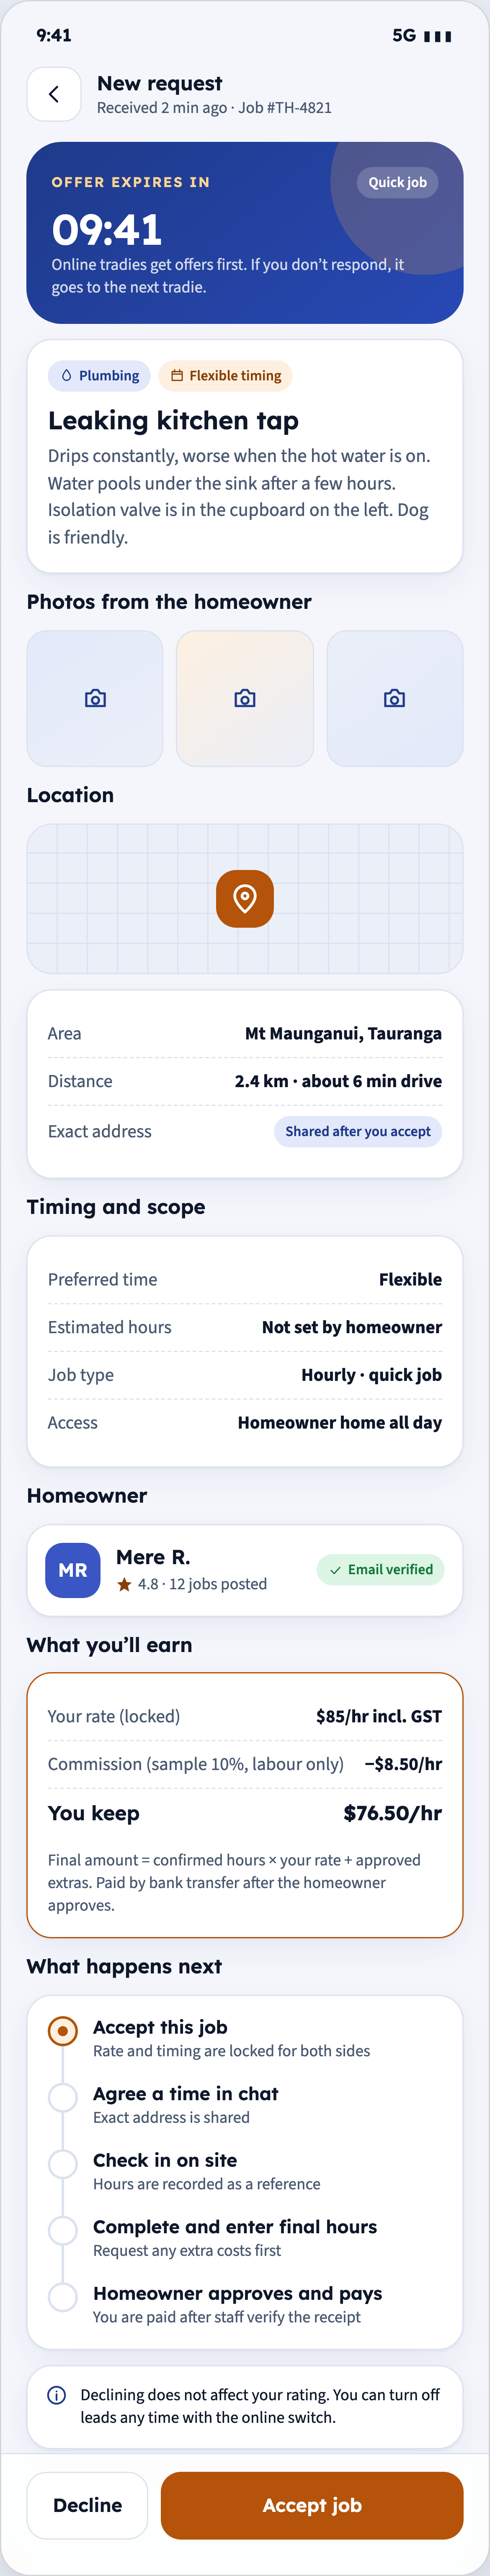 9:41
5G
New request
Received 2 min ago · Job #TH-4821
OFFER EXPIRES IN
Quick job
09:41
Online tradies get offers first. If you don’t respond, it
goes to the next tradie.
Plumbing
Flexible timing
Leaking kitchen tap
Drips constantly, worse when the hot water is on.
Water pools under the sink after a few hours.
Isolation valve is in the cupboard on the left. Dog
is friendly.
Photos from the homeowner
Location
Area
Mt Maunganui, Tauranga
Distance
2.4 km · about 6 min drive
Exact address
Shared after you accept
Timing and scope
Preferred time
Flexible
Estimated hours
Not set by homeowner
Job type
Hourly · quick job
Access
Homeowner home all day
Homeowner
MR
Mere R.
★ 4.8 · 12 jobs posted
Email verified
What you’ll earn
Your rate (locked)
$85/hr incl. GST
Commission (sample 10%, labour only)
−$8.50/hr
You keep
$76.50/hr
Final amount = confirmed hours × your rate + approved
extras. Paid by bank transfer after the homeowner
approves.
What happens next
Accept this job
Rate and timing are locked for both sides
Agree a time in chat
Exact address is shared
Check in on site
Hours are recorded as a reference
Complete and enter final hours
Request any extra costs first
Homeowner approves and pays
You are paid after staff verify the receipt
Declining does not affect your rating. You can turn off
leads any time with the online switch.
Decline
Accept job